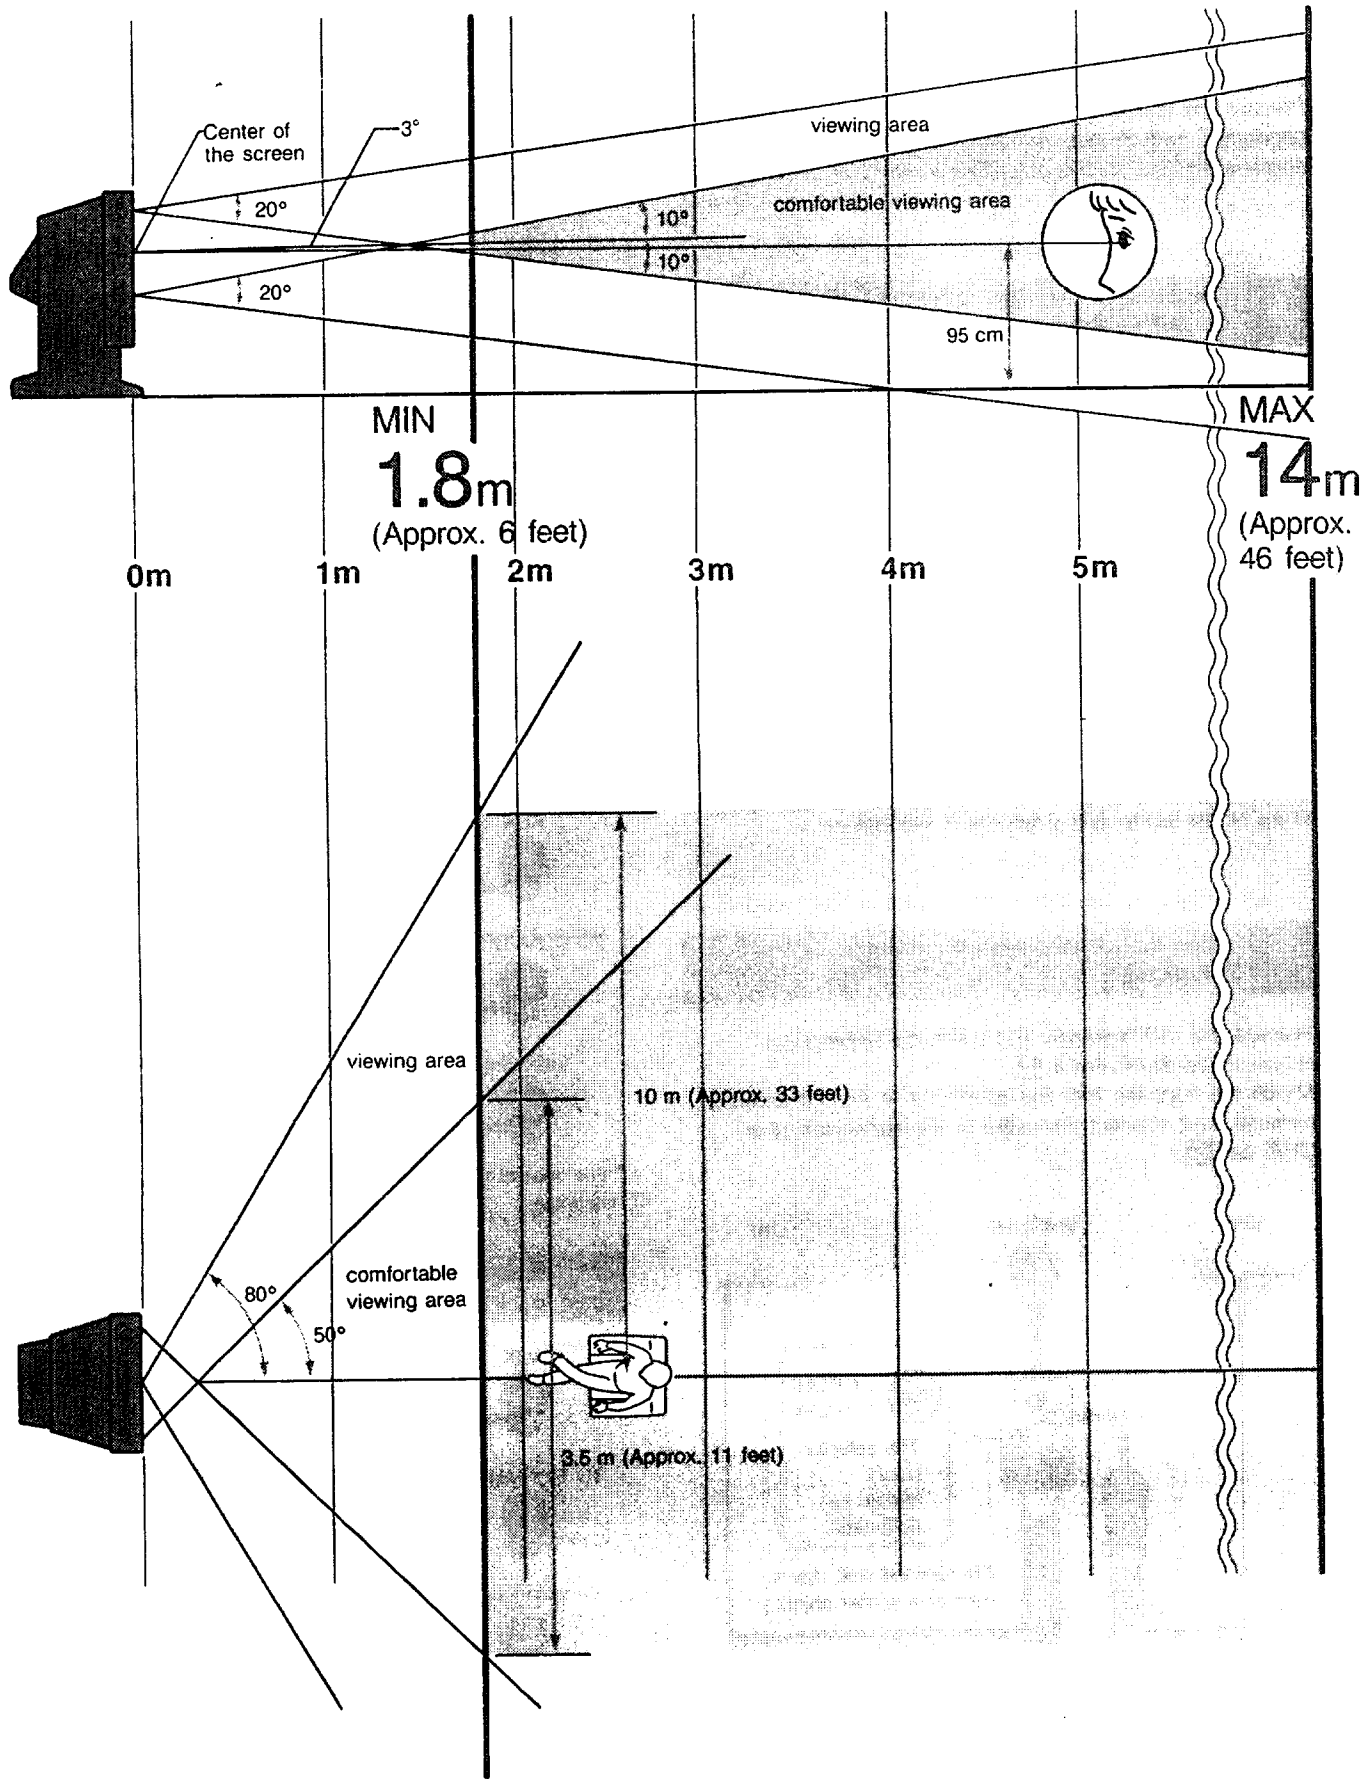 Center of
the screen
3°
viewing area
20°
10°
comfortable viewing area
10°
20°
95 cm
MIN
1.8m
(Approx. 6 feet)
MAX
14m
(Approx.
46 feet)
0m
1m
2m
3m
4m
5m
viewing area
10 m (Approx. 33 feet)
comfortable
viewing area
80°
50°
3.5 m (Approx. 11 feet)